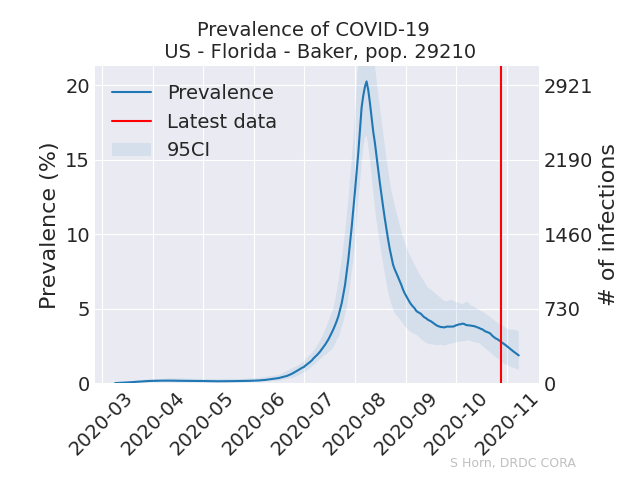 Prevalence of COVID-19
US - Florida - Baker, pop. 29210
Prevalence
Latest data
95CI
Prevalence (%)
20
15
10
5
0
2921
2190
1460
730
0
# of infections
2020-03
2020-04
2020-05
2020-06
2020-07
2020-08
2020-09
2020-10
2020-11
S Horn, DRDC CORA